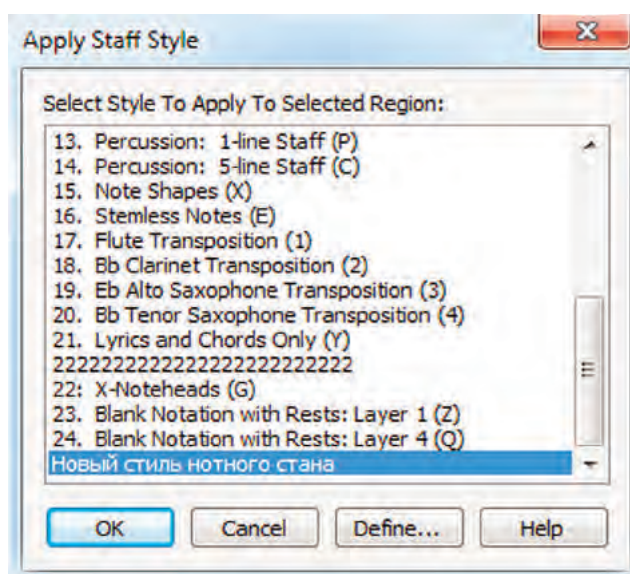 Apply Staff Style
Select Style To Apply To Selected Region:
13. Percussion: 1-line Staff (P)
14. Percussion: 5-line Staff (C)
15. Note Shapes (X)
16. Stemless Notes (E)
17. Flute Transposition (1)
18. Bb Clarinet Transposition (2)
19. Eb Alto Saxophone Transposition (3)
20. Bb Tenor Saxophone Transposition (4)
21. Lyrics and Chords Only (Y)
2222222222222222222222222
22: X-Noteheads (G)
23. Blank Notation with Rests: Layer 1 (Z)
24. Blank Notation with Rests: Layer 4 (Q)
Новый стиль нотного стана
OK Cancel Define... Help